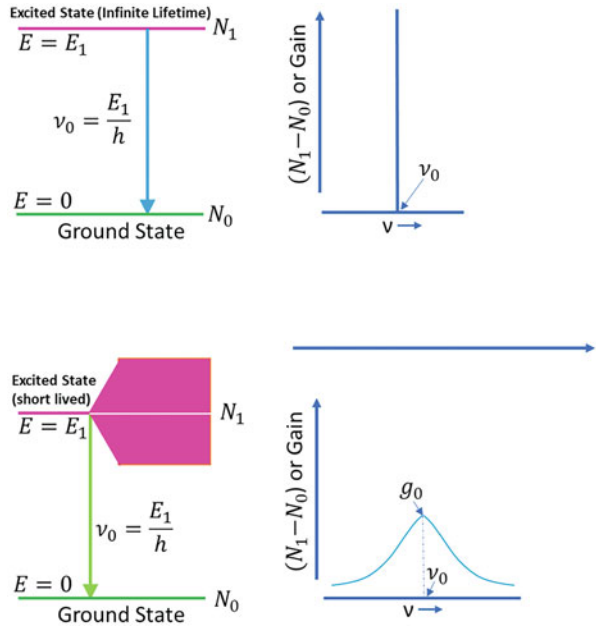 Excited State (Infinite Lifetime)
N₁
E = E₁
ν₀ = E₁/h
E = 0
N₀
Ground State
(N₁−N₀) or Gain
ν₀
ν
Excited State
(short lived)
N₁
E = E₁
ν₀ = E₁/h
E = 0
N₀
Ground State
(N₁−N₀) or Gain
g₀
ν₀
ν